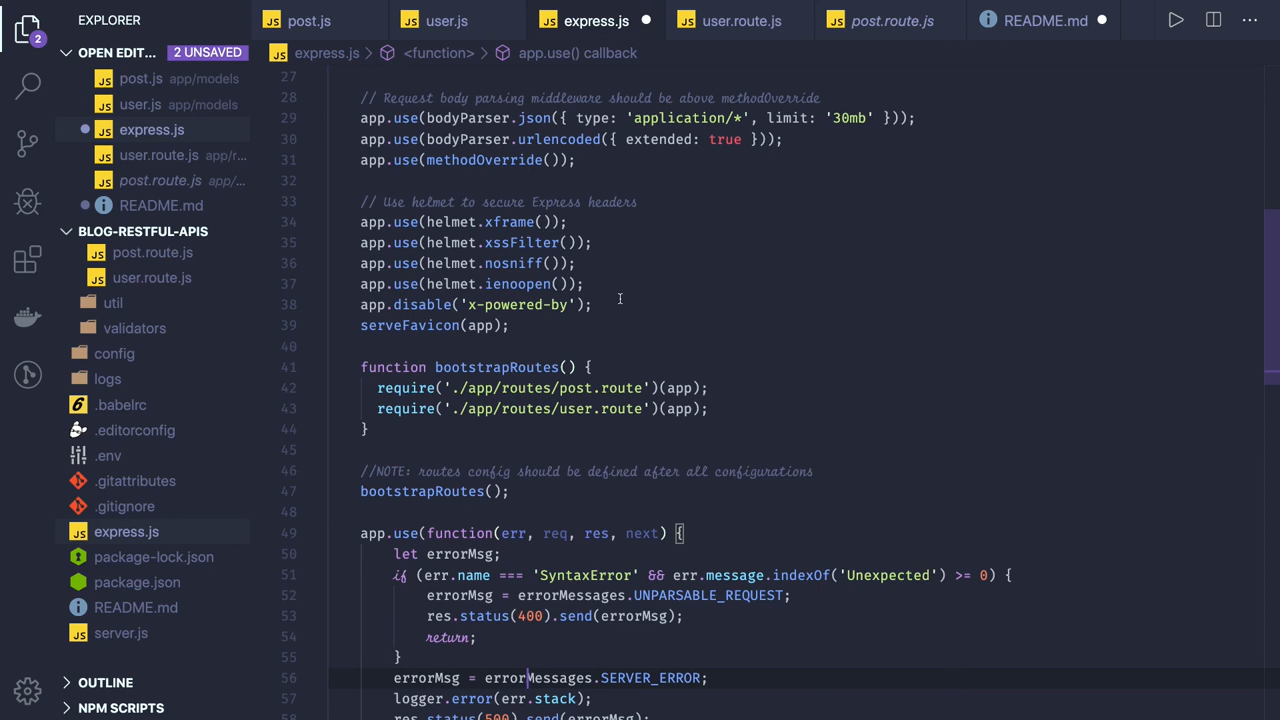 EXPLORER
post.js
user.js
express.js
user.route.js
post.route.js
README.md
OPEN EDIT... 2 UNSAVED
post.js app/models
user.js app/models
express.js
user.route.js app/r...
post.route.js app/...
README.md
BLOG-RESTFUL-APIS
post.route.js
user.route.js
util
validators
config
logs
.babelrc
.editorconfig
.env
.gitattributes
.gitignore
express.js
package-lock.json
package.json
README.md
server.js
OUTLINE
NPM SCRIPTS
2
express.js > <function> > app.use() callback
27
28 // Request body parsing middleware should be above methodOverride
29 app.use(bodyParser.json({ type: 'application/*', limit: '30mb' }));
30 app.use(bodyParser.urlencoded({ extended: true }));
31 app.use(methodOverride());
32
33 // Use helmet to secure Express headers
34 app.use(helmet.xframe());
35 app.use(helmet.xssFilter());
36 app.use(helmet.nosniff());
37 app.use(helmet.ienoopen());
38 app.disable('x-powered-by');
39 serveFavicon(app);
40
41 function bootstrapRoutes() {
42 require('./app/routes/post.route')(app);
43 require('./app/routes/user.route')(app);
44 }
45
46 //NOTE: routes config should be defined after all configurations
47 bootstrapRoutes();
48
49 app.use(function(err, req, res, next) {
50 let errorMsg;
51 if (err.name === 'SyntaxError' && err.message.indexOf('Unexpected') >= 0) {
52 errorMsg = errorMessages.UNPARSABLE_REQUEST;
53 res.status(400).send(errorMsg);
54 return;
55 }
56 errorMsg = errorMessages.SERVER_ERROR;
57 logger.error(err.stack);
58 res.status(500).send(errorMsg);